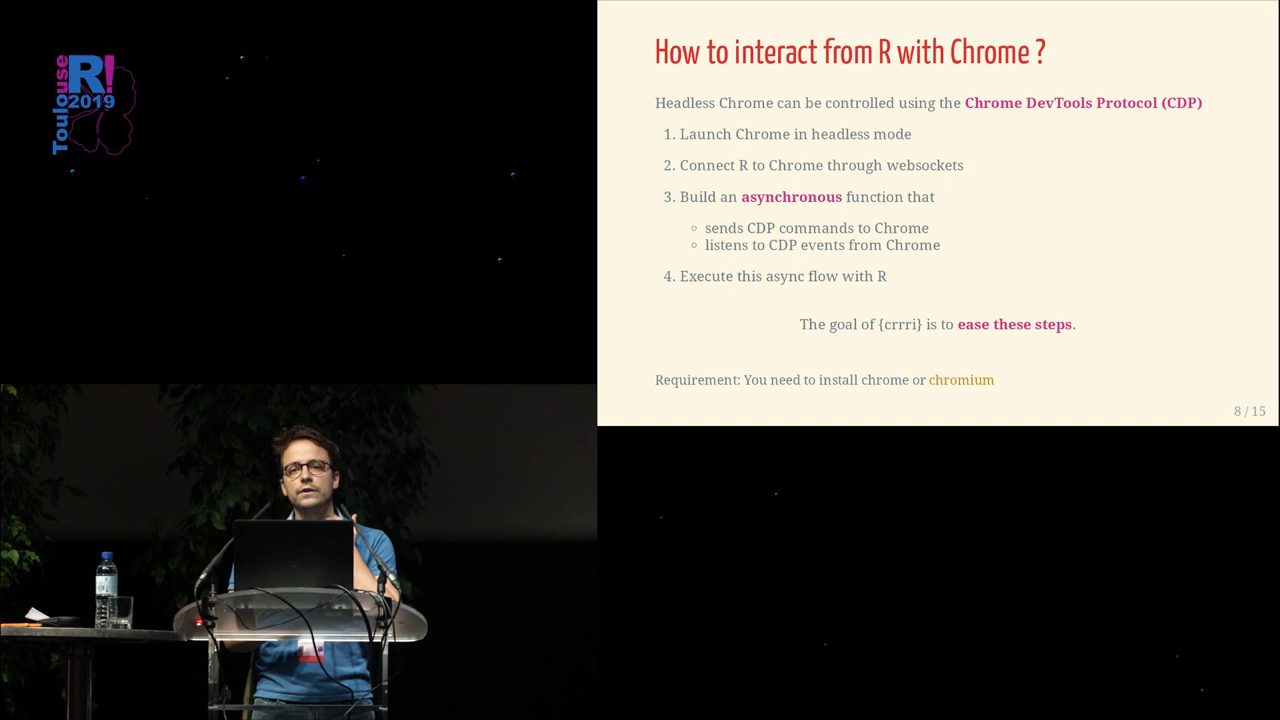 Toulouse
R!
2019
How to interact from R with Chrome ?
Headless Chrome can be controlled using the Chrome DevTools Protocol (CDP)
1. Launch Chrome in headless mode
2. Connect R to Chrome through websockets
3. Build an asynchronous function that
◦ sends CDP commands to Chrome
◦ listens to CDP events from Chrome
4. Execute this async flow with R
The goal of {crrri} is to ease these steps.
Requirement: You need to install chrome or chromium
8 / 15